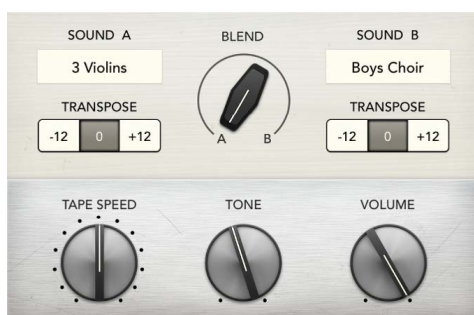 SOUND A
BLEND
SOUND B
3 Violins
Boys Choir
TRANSPOSE
TRANSPOSE
-12 0 +12
-12 0 +12
A B
TAPE SPEED
TONE
VOLUME